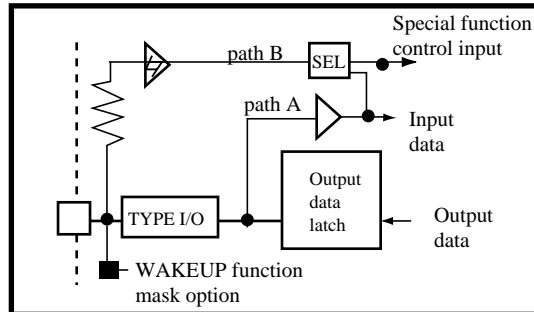 Special function
control input
path B
SEL
path A
Input
data
Output
data
latch
TYPE I/O
Output
data
WAKEUP function
mask option